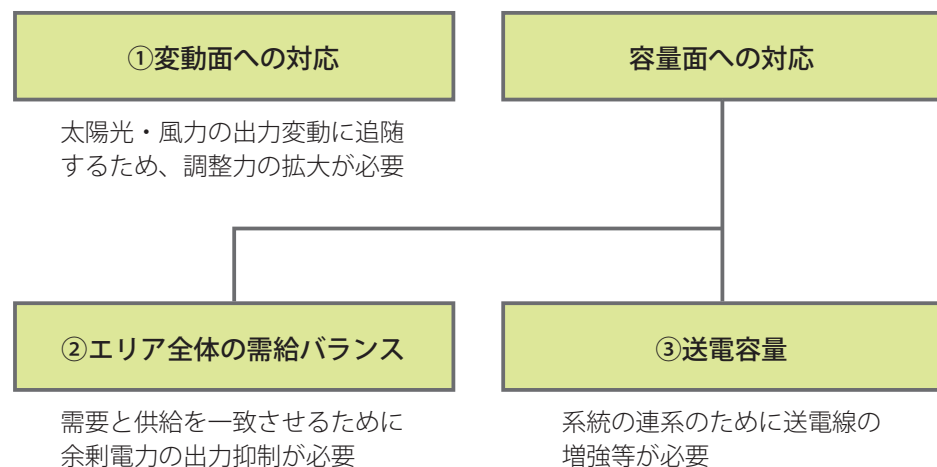 ①変動面への対応
容量面への対応
太陽光・風力の出力変動に追随
するため、調整力の拡大が必要
②エリア全体の需給バランス
③送電容量
需要と供給を一致させるために
余剰電力の出力抑制が必要
系統の連系のために送電線の
増強等が必要